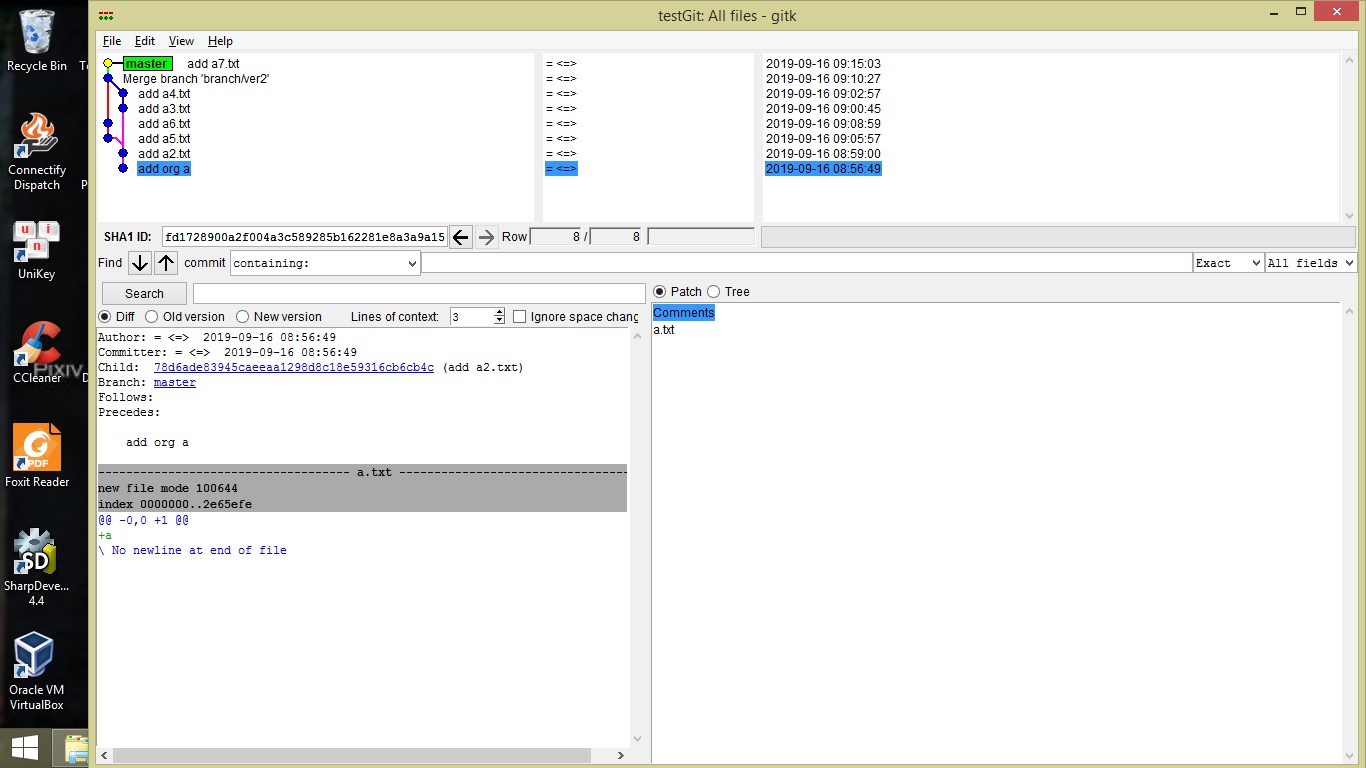 testGit: All files - gitk
File Edit View Help
master add a7.txt = <=> 2019-09-16 09:15:03
Merge branch 'branch/ver2' = <=> 2019-09-16 09:10:27
add a4.txt = <=> 2019-09-16 09:02:57
add a3.txt = <=> 2019-09-16 09:00:45
add a6.txt = <=> 2019-09-16 09:08:59
add a5.txt = <=> 2019-09-16 09:05:57
add a2.txt = <=> 2019-09-16 08:59:00
add org a = <=> 2019-09-16 08:56:49
SHA1 ID: fd1728900a2f004a3c589285b162281e8a3a9a15 Row 8 / 8
Find commit containing: Exact All fields
Search
Diff Old version New version Lines of context: 3 Ignore space chang
Author: = <=> 2019-09-16 08:56:49
Committer: = <=> 2019-09-16 08:56:49
Child: 78d6ade83945caeeaa1298d8c18e59316cb6cb4c (add a2.txt)
Branch: master
Follows:
Precedes:
add org a
----------------------------------- a.txt ---------------------------------
new file mode 100644
index 0000000..2e65efe
@@ -0,0 +1 @@
+a
\ No newline at end of file
Patch Tree
Comments
a.txt
Recycle Bin
Connectify
Dispatch
u i
n
UniKey
PIXIV
CCleaner
PDF
Foxit Reader
SD
SharpDeve...
4.4
Oracle VM
VirtualBox